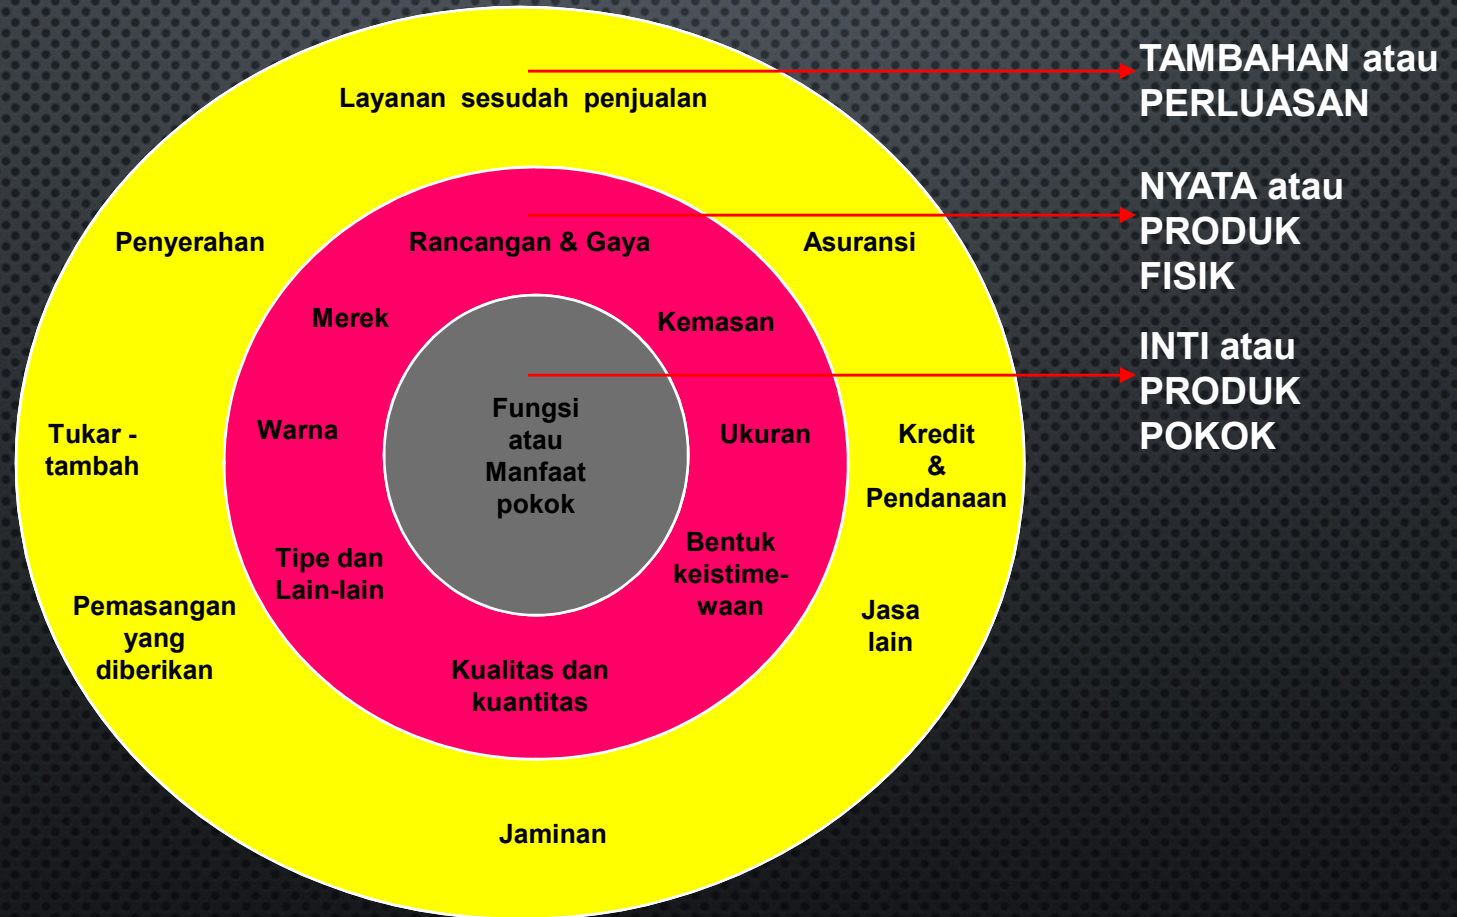 Layanan sesudah penjualan
Penyerahan
Rancangan & Gaya
Asuransi
Merek
Kemasan
Tukar -
tambah
Warna
Fungsi
atau
Manfaat
pokok
Ukuran
Kredit
&
Pendanaan
Tipe dan
Lain-lain
Bentuk
keistime-
waan
Pemasangan
yang
diberikan
Jasa
lain
Kualitas dan
kuantitas
Jaminan
TAMBAHAN atau
PERLUASAN
NYATA atau
PRODUK
FISIK
INTI atau
PRODUK
POKOK